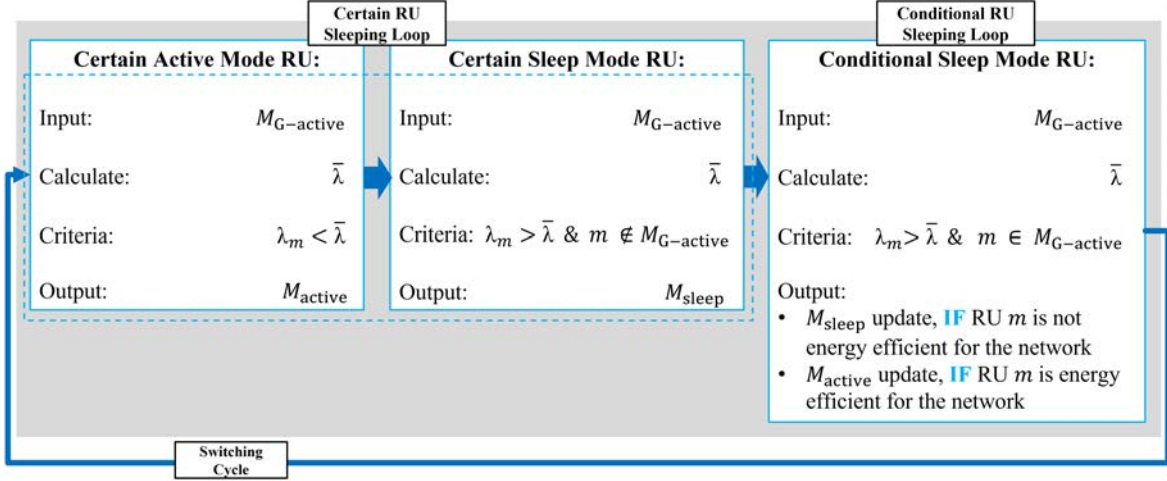 Certain RU
Sleeping Loop
Conditional RU
Sleeping Loop
Certain Active Mode RU:
Input: M_G−active
Calculate: λ̄
Criteria: λ_m < λ̄
Output: M_active
Certain Sleep Mode RU:
Input: M_G−active
Calculate: λ̄
Criteria: λ_m > λ̄ & m ∉ M_G−active
Output: M_sleep
Conditional Sleep Mode RU:
Input: M_G−active
Calculate: λ̄
Criteria: λ_m > λ̄ & m ∈ M_G−active
Output:
• M_sleep update, IF RU m is not
energy efficient for the network
• M_active update, IF RU m is energy
efficient for the network
Switching
Cycle